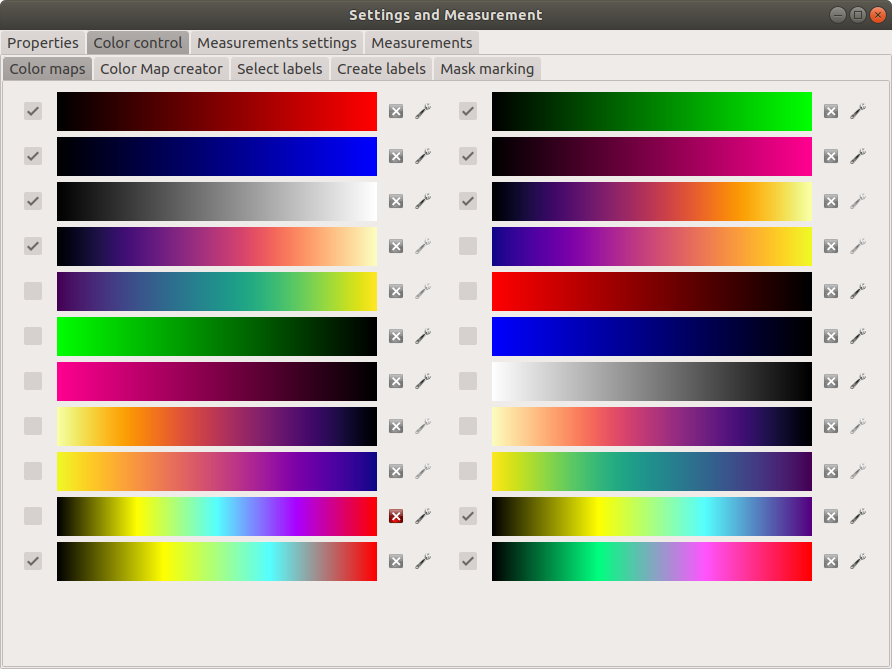 Settings and Measurement
Properties Color control Measurements settings Measurements
Color maps Color Map creator Select labels Create labels Mask marking